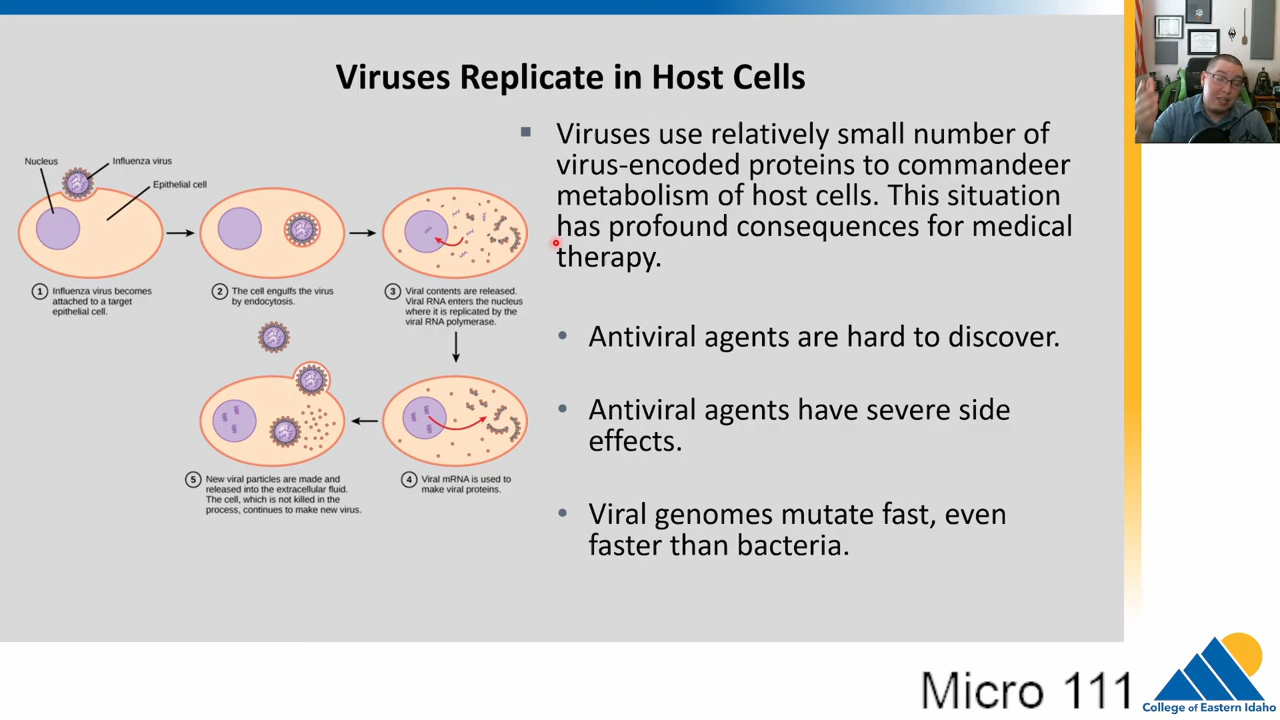 Viruses Replicate in Host Cells
▪ Viruses use relatively small number of
virus-encoded proteins to commandeer
metabolism of host cells. This situation
has profound consequences for medical
therapy.
• Antiviral agents are hard to discover.
• Antiviral agents have severe side
effects.
• Viral genomes mutate fast, even
faster than bacteria.
Nucleus
Influenza virus
Epithelial cell
1 Influenza virus becomes
attached to a target
epithelial cell.
2 The cell engulfs the virus
by endocytosis.
3 Viral contents are released.
Viral RNA enters the nucleus
where it is replicated by the
viral RNA polymerase.
4 Viral mRNA is used to
make viral proteins.
5 New viral particles are made and
released into the extracellular fluid.
The cell, which is not killed in the
process, continues to make new virus.
Micro 111
College of Eastern Idaho